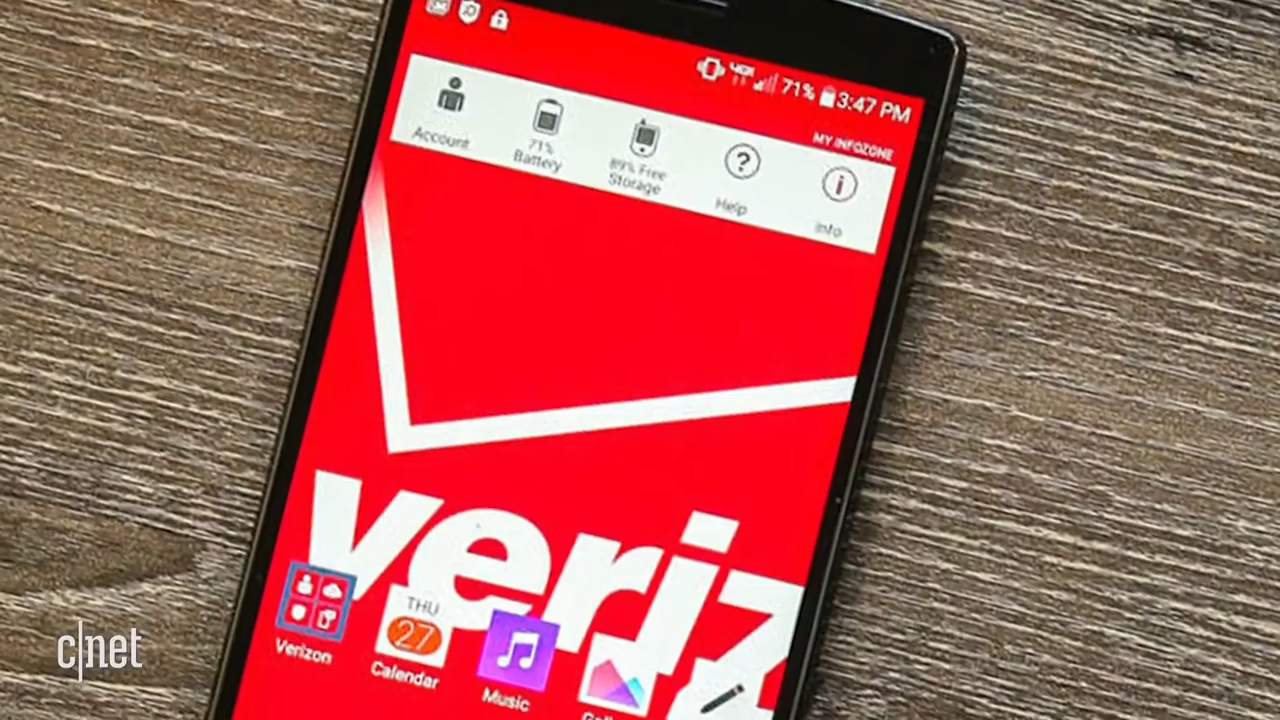 71% 3:47 PM
MY INFOZONE
Account
71%
Battery
89% Free
Storage
?
Help
i
Info
veriz
THU
27
Verizon
Calendar
Music
c|net